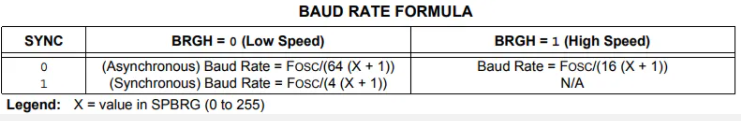 BAUD RATE FORMULA
SYNC BRGH = 0 (Low Speed) BRGH = 1 (High Speed)
0 (Asynchronous) Baud Rate = FOSC/(64 (X + 1)) Baud Rate = FOSC/(16 (X + 1))
1 (Synchronous) Baud Rate = FOSC/(4 (X + 1)) N/A
Legend: X = value in SPBRG (0 to 255)